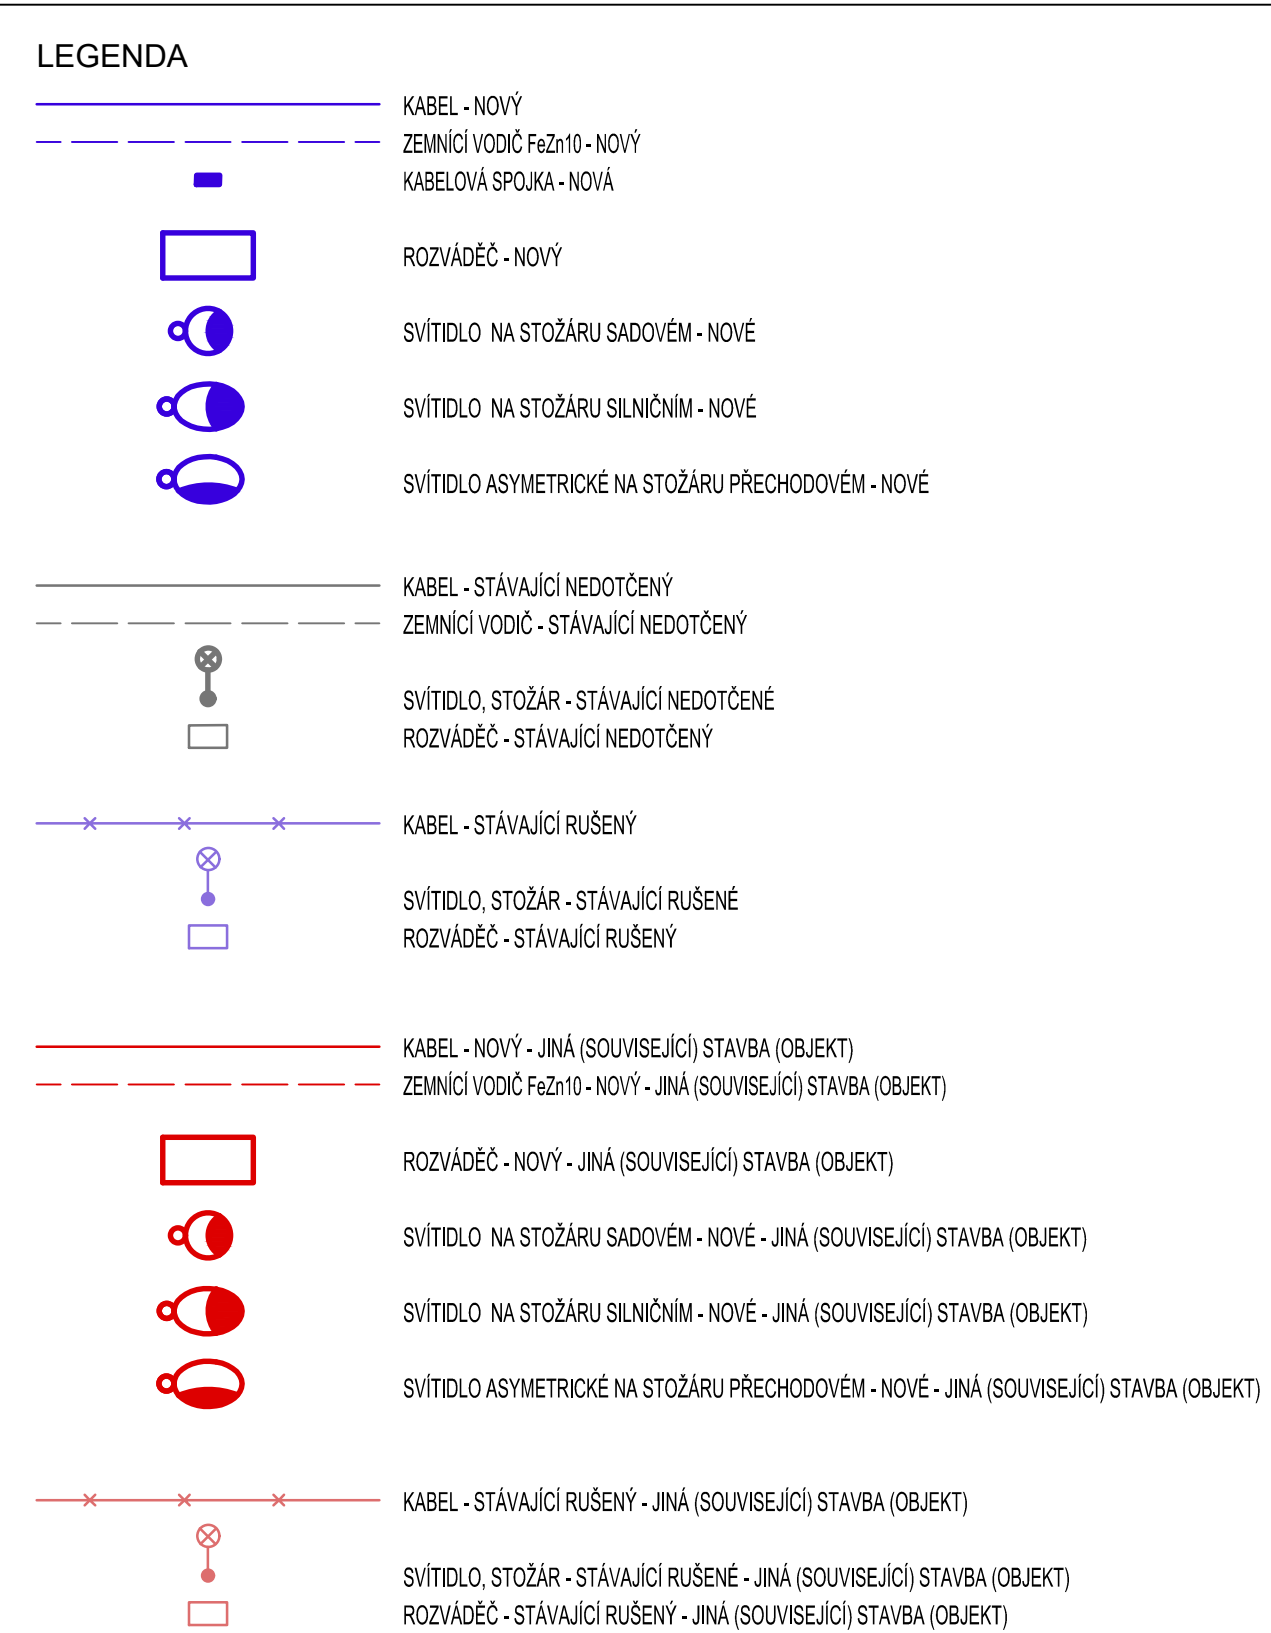 LEGENDA
KABEL - NOVÝ
ZEMNÍCÍ VODIČ FeZn10 - NOVÝ
KABELOVÁ SPOJKA - NOVÁ
ROZVÁDĚČ - NOVÝ
SVÍTIDLO NA STOŽÁRU SADOVÉM - NOVÉ
SVÍTIDLO NA STOŽÁRU SILNIČNÍM - NOVÉ
SVÍTIDLO ASYMETRICKÉ NA STOŽÁRU PŘECHODOVÉM - NOVÉ
KABEL - STÁVAJÍCÍ NEDOTČENÝ
ZEMNÍCÍ VODIČ - STÁVAJÍCÍ NEDOTČENÝ
SVÍTIDLO, STOŽÁR - STÁVAJÍCÍ NEDOTČENÉ
ROZVÁDĚČ - STÁVAJÍCÍ NEDOTČENÝ
KABEL - STÁVAJÍCÍ RUŠENÝ
SVÍTIDLO, STOŽÁR - STÁVAJÍCÍ RUŠENÉ
ROZVÁDĚČ - STÁVAJÍCÍ RUŠENÝ
KABEL - NOVÝ - JINÁ (SOUVISEJÍCÍ) STAVBA (OBJEKT)
ZEMNÍCÍ VODIČ FeZn10 - NOVÝ - JINÁ (SOUVISEJÍCÍ) STAVBA (OBJEKT)
ROZVÁDĚČ - NOVÝ - JINÁ (SOUVISEJÍCÍ) STAVBA (OBJEKT)
SVÍTIDLO NA STOŽÁRU SADOVÉM - NOVÉ - JINÁ (SOUVISEJÍCÍ) STAVBA (OBJEKT)
SVÍTIDLO NA STOŽÁRU SILNIČNÍM - NOVÉ - JINÁ (SOUVISEJÍCÍ) STAVBA (OBJEKT)
SVÍTIDLO ASYMETRICKÉ NA STOŽÁRU PŘECHODOVÉM - NOVÉ - JINÁ (SOUVISEJÍCÍ) STAVBA (OBJEKT)
KABEL - STÁVAJÍCÍ RUŠENÝ - JINÁ (SOUVISEJÍCÍ) STAVBA (OBJEKT)
SVÍTIDLO, STOŽÁR - STÁVAJÍCÍ RUŠENÉ - JINÁ (SOUVISEJÍCÍ) STAVBA (OBJEKT)
ROZVÁDĚČ - STÁVAJÍCÍ RUŠENÝ - JINÁ (SOUVISEJÍCÍ) STAVBA (OBJEKT)